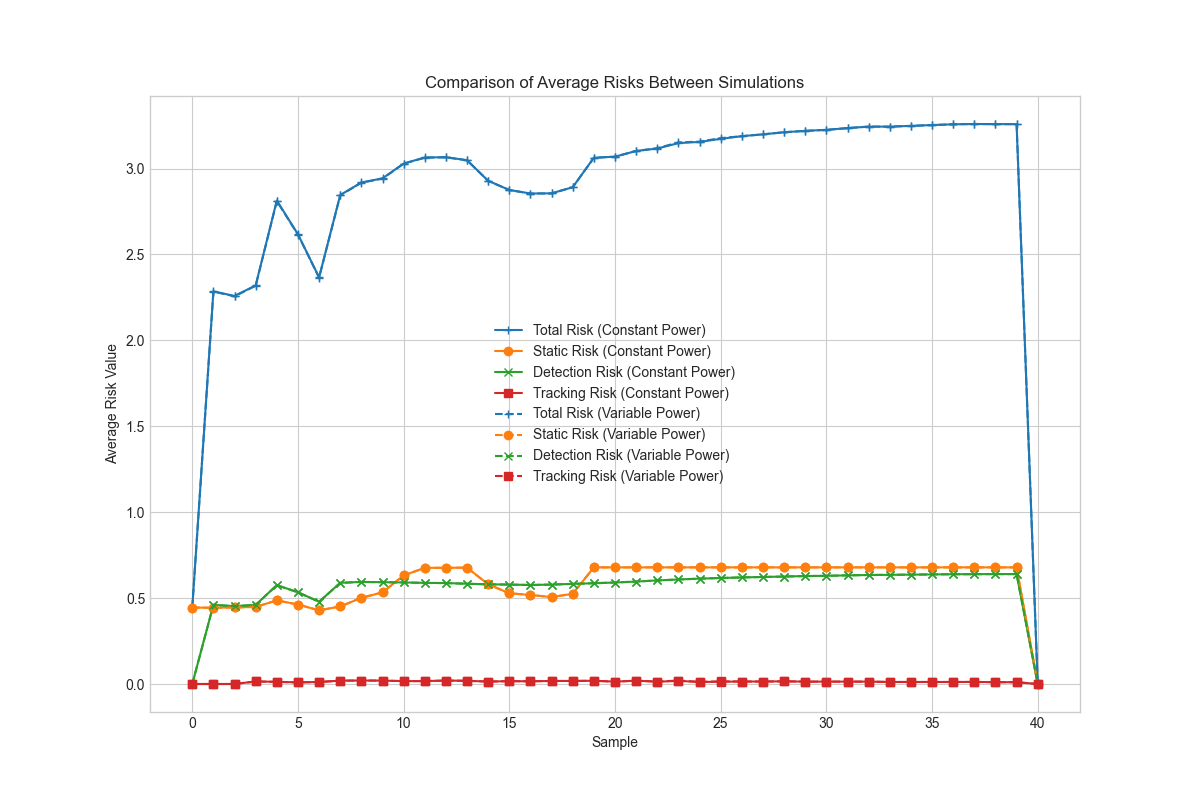 Comparison of Average Risks Between Simulations
Average Risk Value
3.0
2.5
2.0
1.5
1.0
0.5
0.0
Total Risk (Constant Power)
Static Risk (Constant Power)
Detection Risk (Constant Power)
Tracking Risk (Constant Power)
Total Risk (Variable Power)
Static Risk (Variable Power)
Detection Risk (Variable Power)
Tracking Risk (Variable Power)
0 5 10 15 20 25 30 35 40
Sample